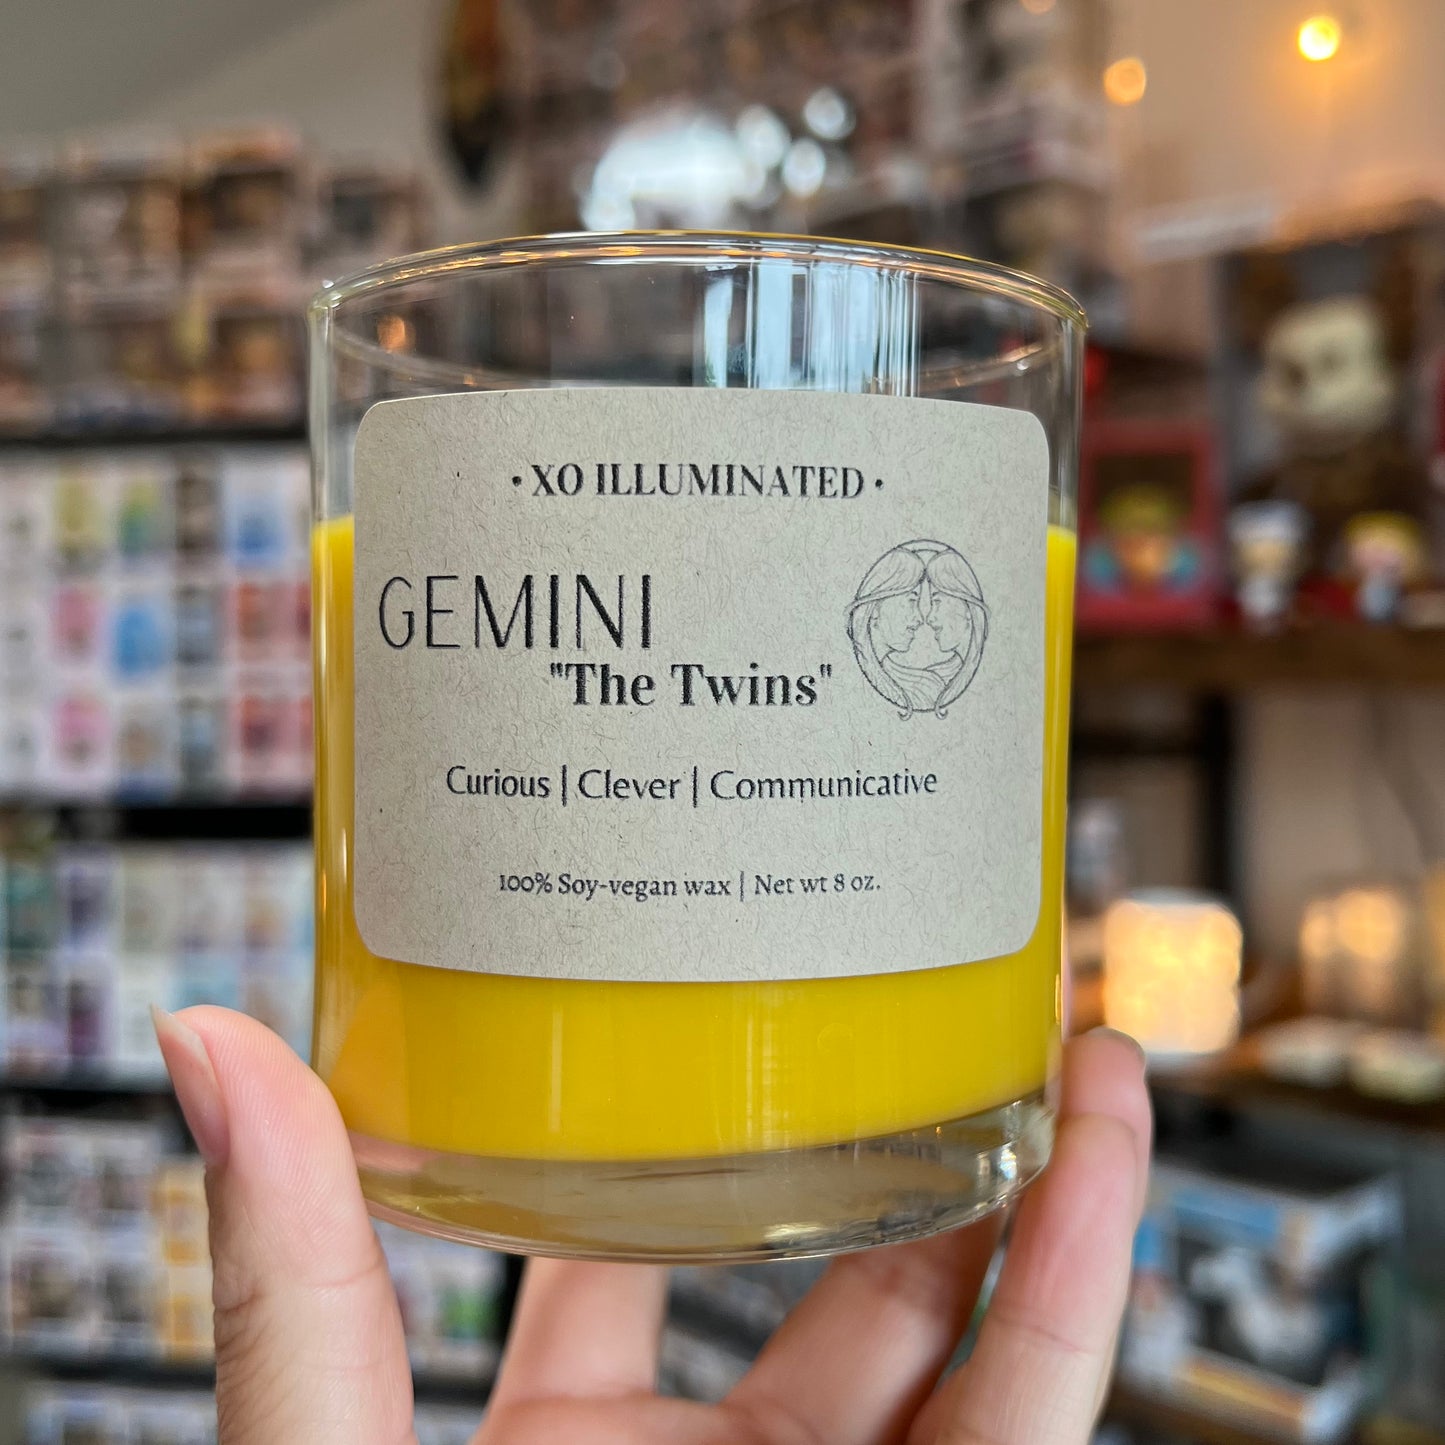 • XO ILLUMINATED •
GEMINI
"The Twins"
Curious | Clever | Communicative
100% Soy-vegan wax | Net wt 8 oz.